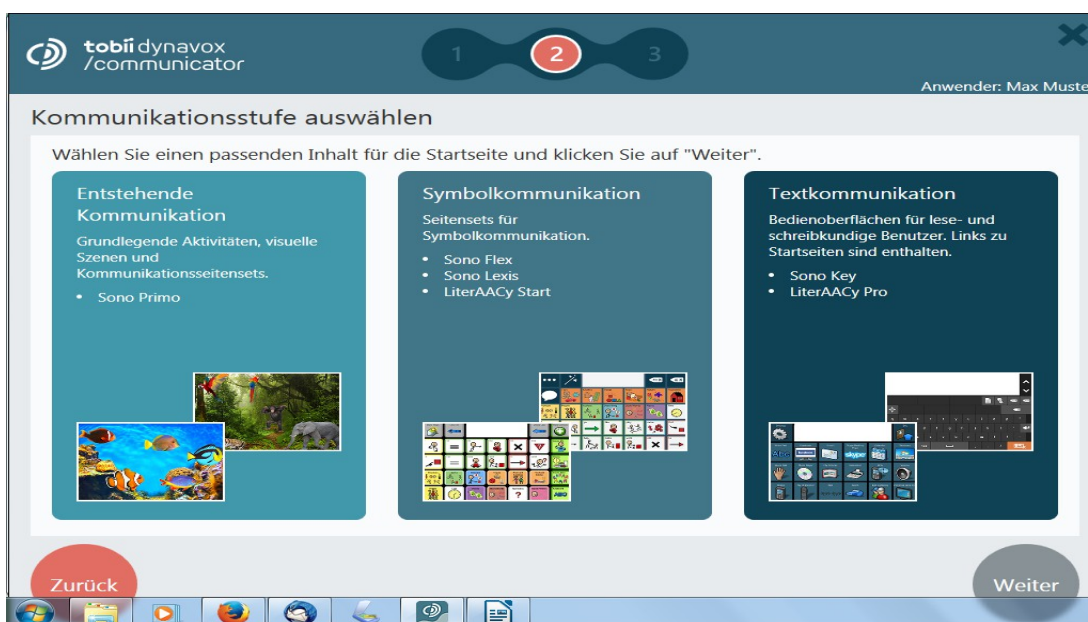 tobii dynavox
/communicator
1
2
3
Anwender: Max Muste
Kommunikationsstufe auswählen
Wählen Sie einen passenden Inhalt für die Startseite und klicken Sie auf "Weiter".
Entstehende
Kommunikation
Grundlegende Aktivitäten, visuelle
Szenen und
Kommunikationsseitensets.
• Sono Primo
Symbolkommunikation
Seitensets für
Symbolkommunikation.
• Sono Flex
• Sono Lexis
• LiterAACy Start
Textkommunikation
Bedienoberflächen für lese- und
schreibkundige Benutzer. Links zu
Startseiten sind enthalten.
• Sono Key
• LiterAACy Pro
skype
Zurück
Weiter